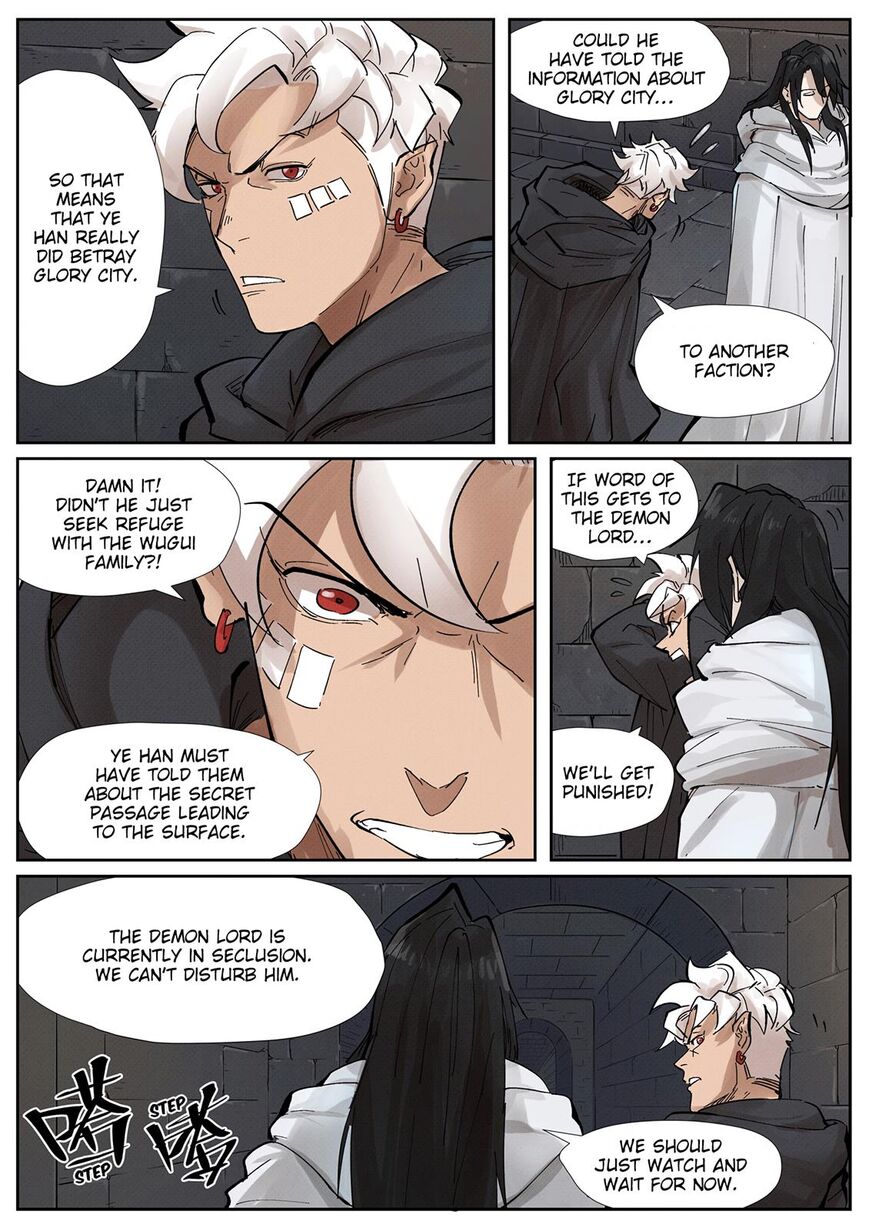 SO THAT
MEANS
THAT YE
HAN REALLY
DID BETRAY
GLORY CITY.
COULD HE
HAVE TOLD THE
INFORMATION ABOUT
GLORY CITY...
TO ANOTHER
FACTION?
DAMN IT!
DIDN'T HE JUST
SEEK REFUGE
WITH THE WUGUI
FAMILY?!
YE HAN MUST
HAVE TOLD THEM
ABOUT THE SECRET
PASSAGE LEADING
TO THE SURFACE.
IF WORD OF
THIS GETS TO
THE DEMON
LORD...
WE'LL GET
PUNISHED!
THE DEMON LORD IS
CURRENTLY IN SECLUSION.
WE CAN'T DISTURB HIM.
嗒
STEP
STEP
嗒
WE SHOULD
JUST WATCH AND
WAIT FOR NOW.